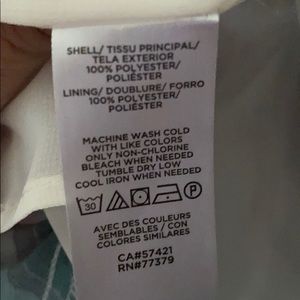 SHELL/ TISSU PRINCIPAL/
TELA EXTERIOR
100% POLYESTER/
POLIÉSTER
LINING/ DOUBLURE/ FORRO
100% POLYESTER/
POLIÉSTER
MACHINE WASH COLD
WITH LIKE COLORS
ONLY NON-CHLORINE
BLEACH WHEN NEEDED
TUMBLE DRY LOW
COOL IRON WHEN NEEDED
30 P
AVEC DES COULEURS
SEMBLABLES / CON
COLORES SIMILARES
CA#57421
RN#77379